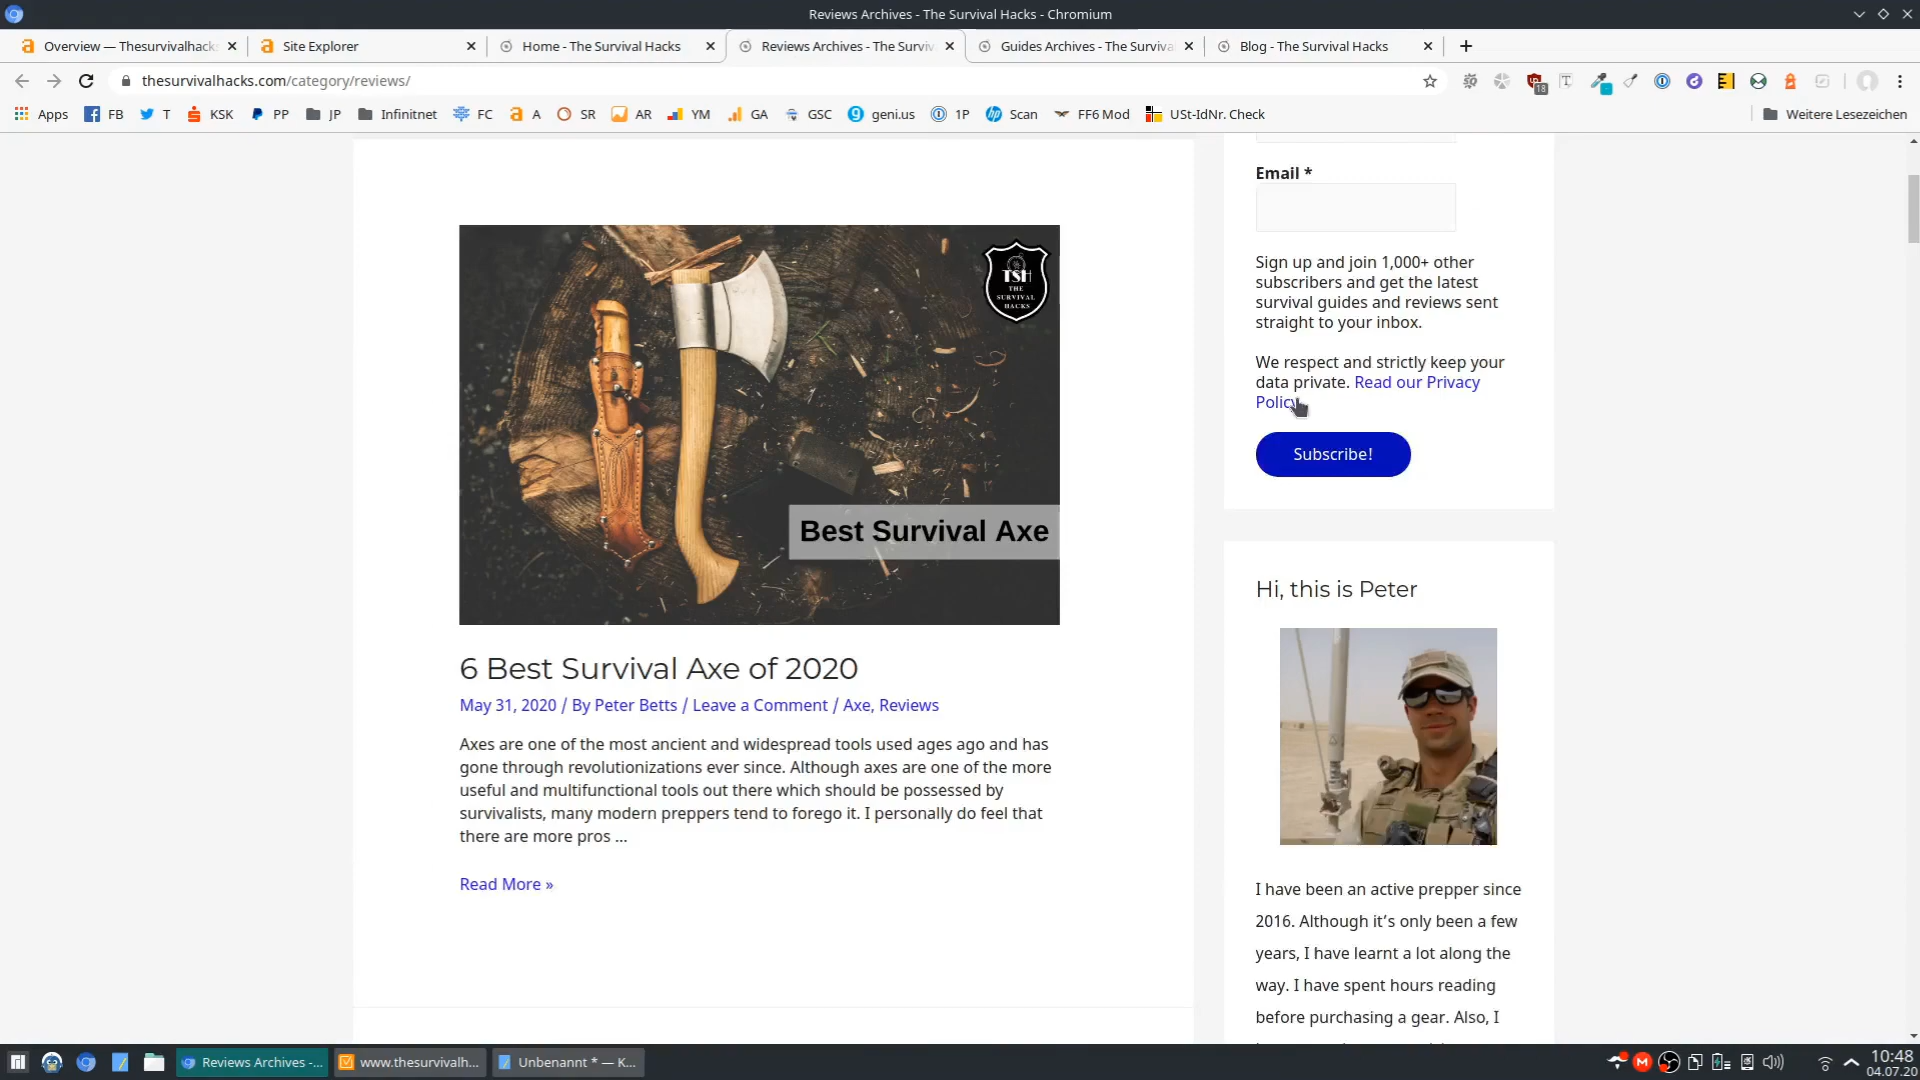 Reviews Archives - The Survival Hacks - Chromium
Overview — Thesurvivalhack
Site Explorer
Home - The Survival Hacks
Reviews Archives - The Surviv
Guides Archives - The Surviva
Blog - The Survival Hacks
thesurvivalhacks.com/category/reviews/
18
Apps
FB
T
KSK
PP
JP
Infinitnet
FC
A
SR
AR
YM
GA
GSC
geni.us
1P
Scan
FF6 Mod
USt-IdNr. Check
Weitere Lesezeichen
TSH
THE
SURVIVAL
HACKS
Best Survival Axe
6 Best Survival Axe of 2020
May 31, 2020 / By Peter Betts / Leave a Comment / Axe, Reviews
Axes are one of the most ancient and widespread tools used ages ago and has
gone through revolutionizations ever since. Although axes are one of the more
useful and multifunctional tools out there which should be possessed by
survivalists, many modern preppers tend to forego it. I personally do feel that
there are more pros ...
Read More »
Email *
Sign up and join 1,000+ other
subscribers and get the latest
survival guides and reviews sent
straight to your inbox.
We respect and strictly keep your
data private. Read our Privacy
Policy
Subscribe!
Hi, this is Peter
I have been an active prepper since
2016. Although it's only been a few
years, I have learnt a lot along the
way. I have spent hours reading
before purchasing a gear. Also, I
Reviews Archives -...
www.thesurvivalh...
Unbenannt * — K...
10:48
04.07.20